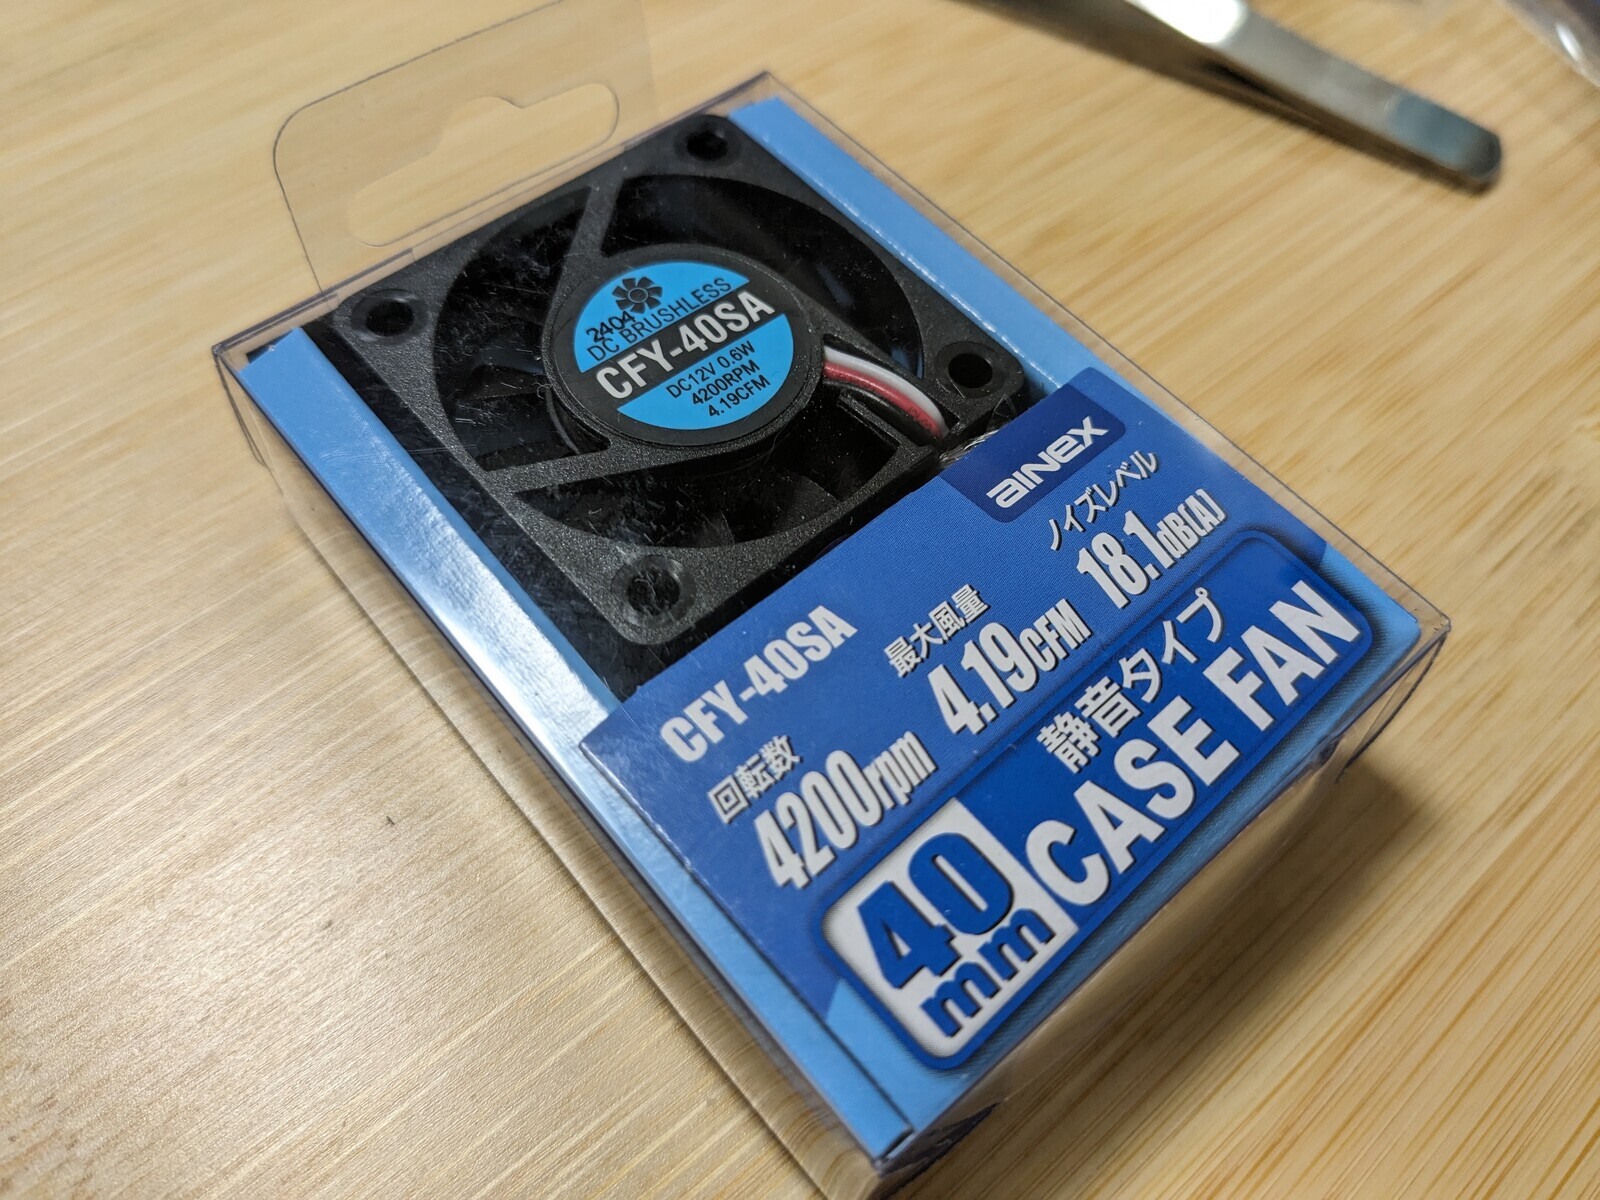 2404
DC BRUSHLESS
CFY-40SA
DC12V 0.6W
4200RPM
4.19CFM
aiNex
CFY-40SA
回転数
4200rpm
最大風量
4.19CFM
ノイズレベル
18.1dB(A)
40mm
静音タイプ
CASE FAN